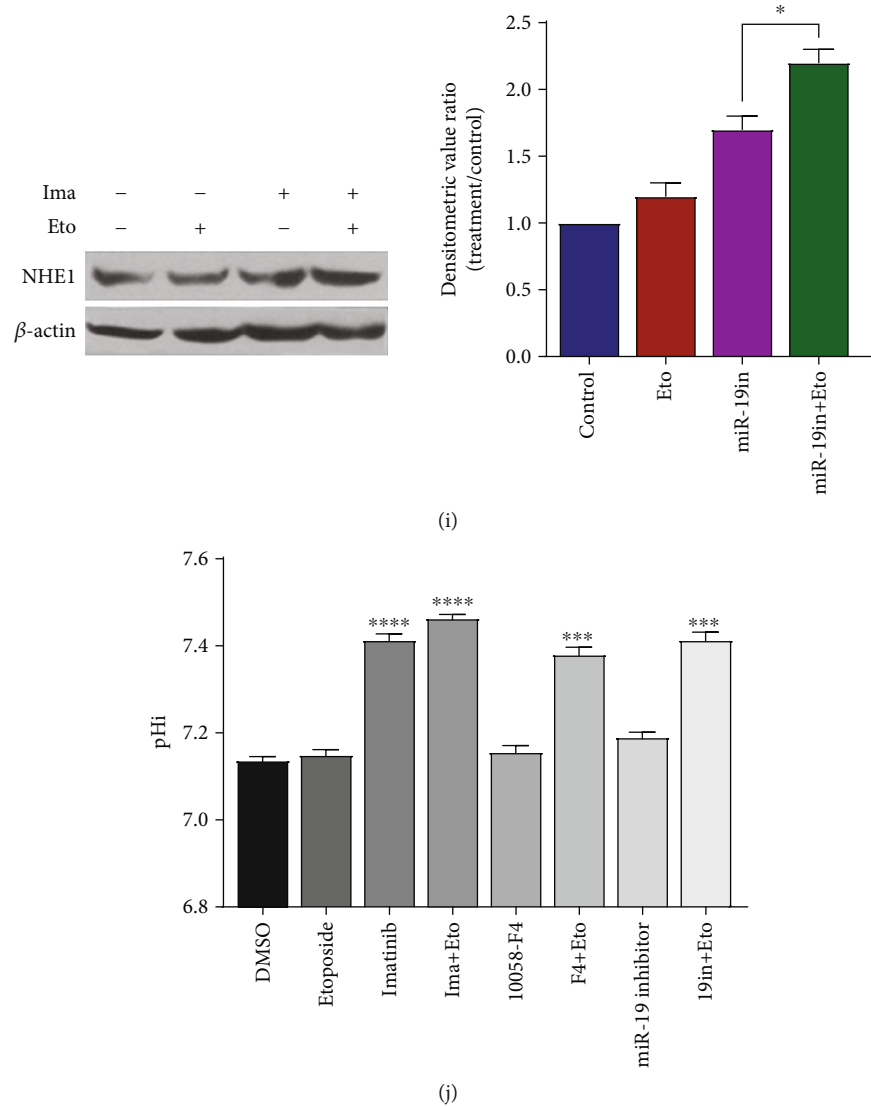 Ima − − + +
Eto − + − +
NHE1
β-actin
Densitometric value ratio
(treatment/control)
2.5
2.0
1.5
1.0
0.5
0.0
*
Control
Eto
miR-19in
miR-19in+Eto
(i)
pHi
7.6
7.4
7.2
7.0
6.8
****
****
***
***
DMSO
Etoposide
Imatinib
Ima+Eto
10058-F4
F4+Eto
miR-19 inhibitor
19in+Eto
(j)